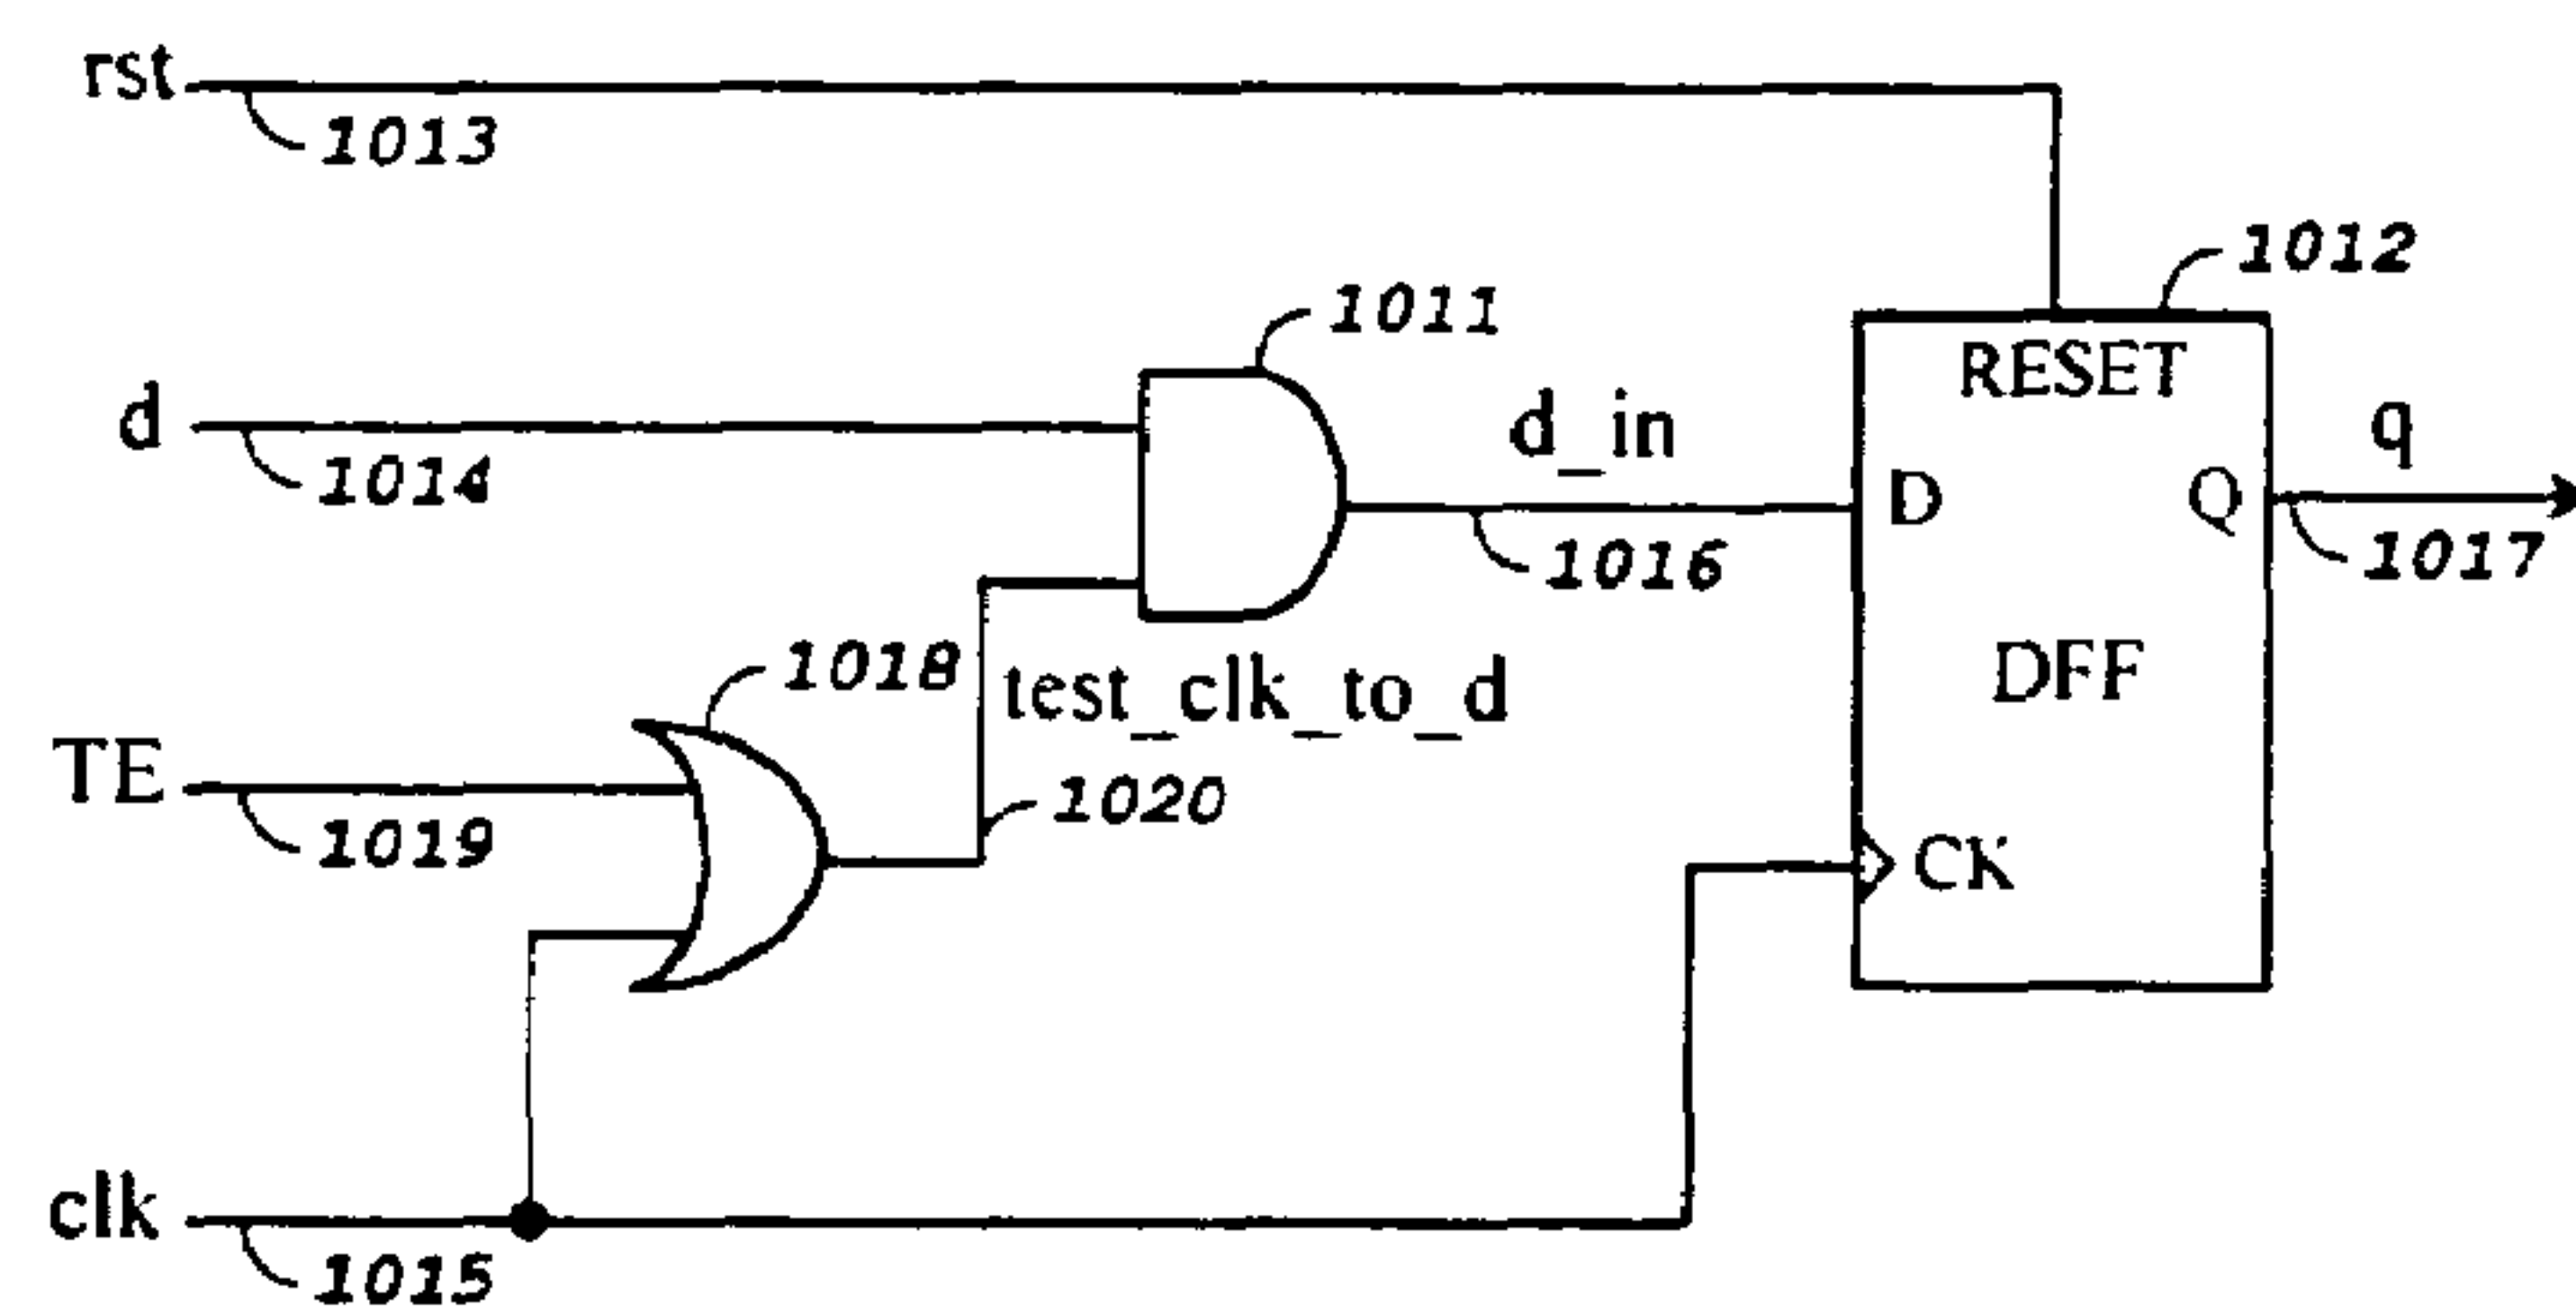 rst
1013
1012
1011
RESET
d
1014
d_in
1016
D
Q
q
1017
DFF
1018
test_clk_to_d
TE
1019
1020
CK
clk
1015